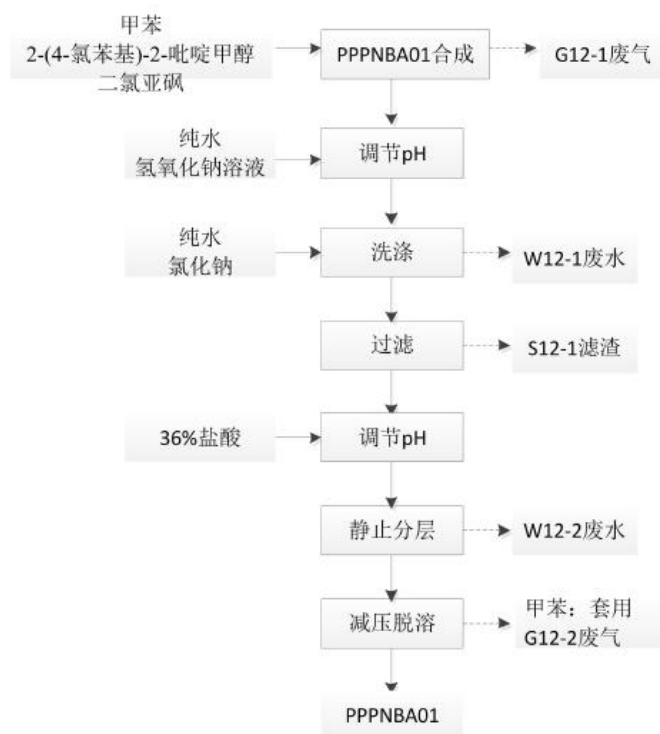 甲苯
2-(4-氯苯基)-2-吡啶甲醇
二氯亚砜
PPPNBA01合成
G12-1废气
纯水
氢氧化钠溶液
调节pH
纯水
氯化钠
洗涤
W12-1废水
过滤
S12-1滤渣
36%盐酸
调节pH
静止分层
W12-2废水
减压脱溶
甲苯：套用
G12-2废气
PPPNBA01